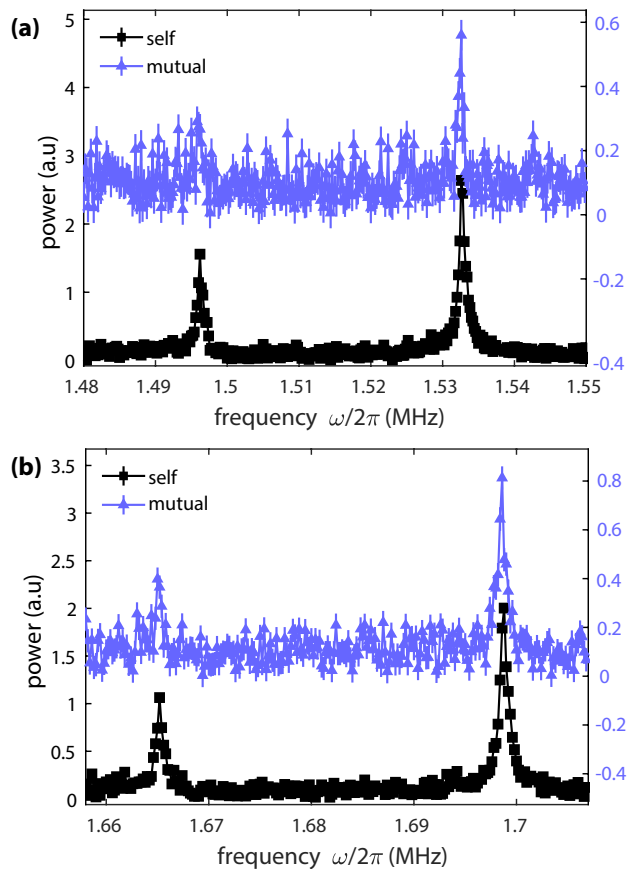 (a)
5
4
3
2
1
0
power (a.u)
self
mutual
0.6
0.4
0.2
0
-0.2
-0.4
1.48 1.49 1.5 1.51 1.52 1.53 1.54 1.55
frequency ω/2π (MHz)
(b)
3.5
3
2.5
2
1.5
1
0.5
0
power (a.u)
self
mutual
0.8
0.6
0.4
0.2
0
-0.2
-0.4
1.66 1.67 1.68 1.69 1.7
frequency ω/2π (MHz)